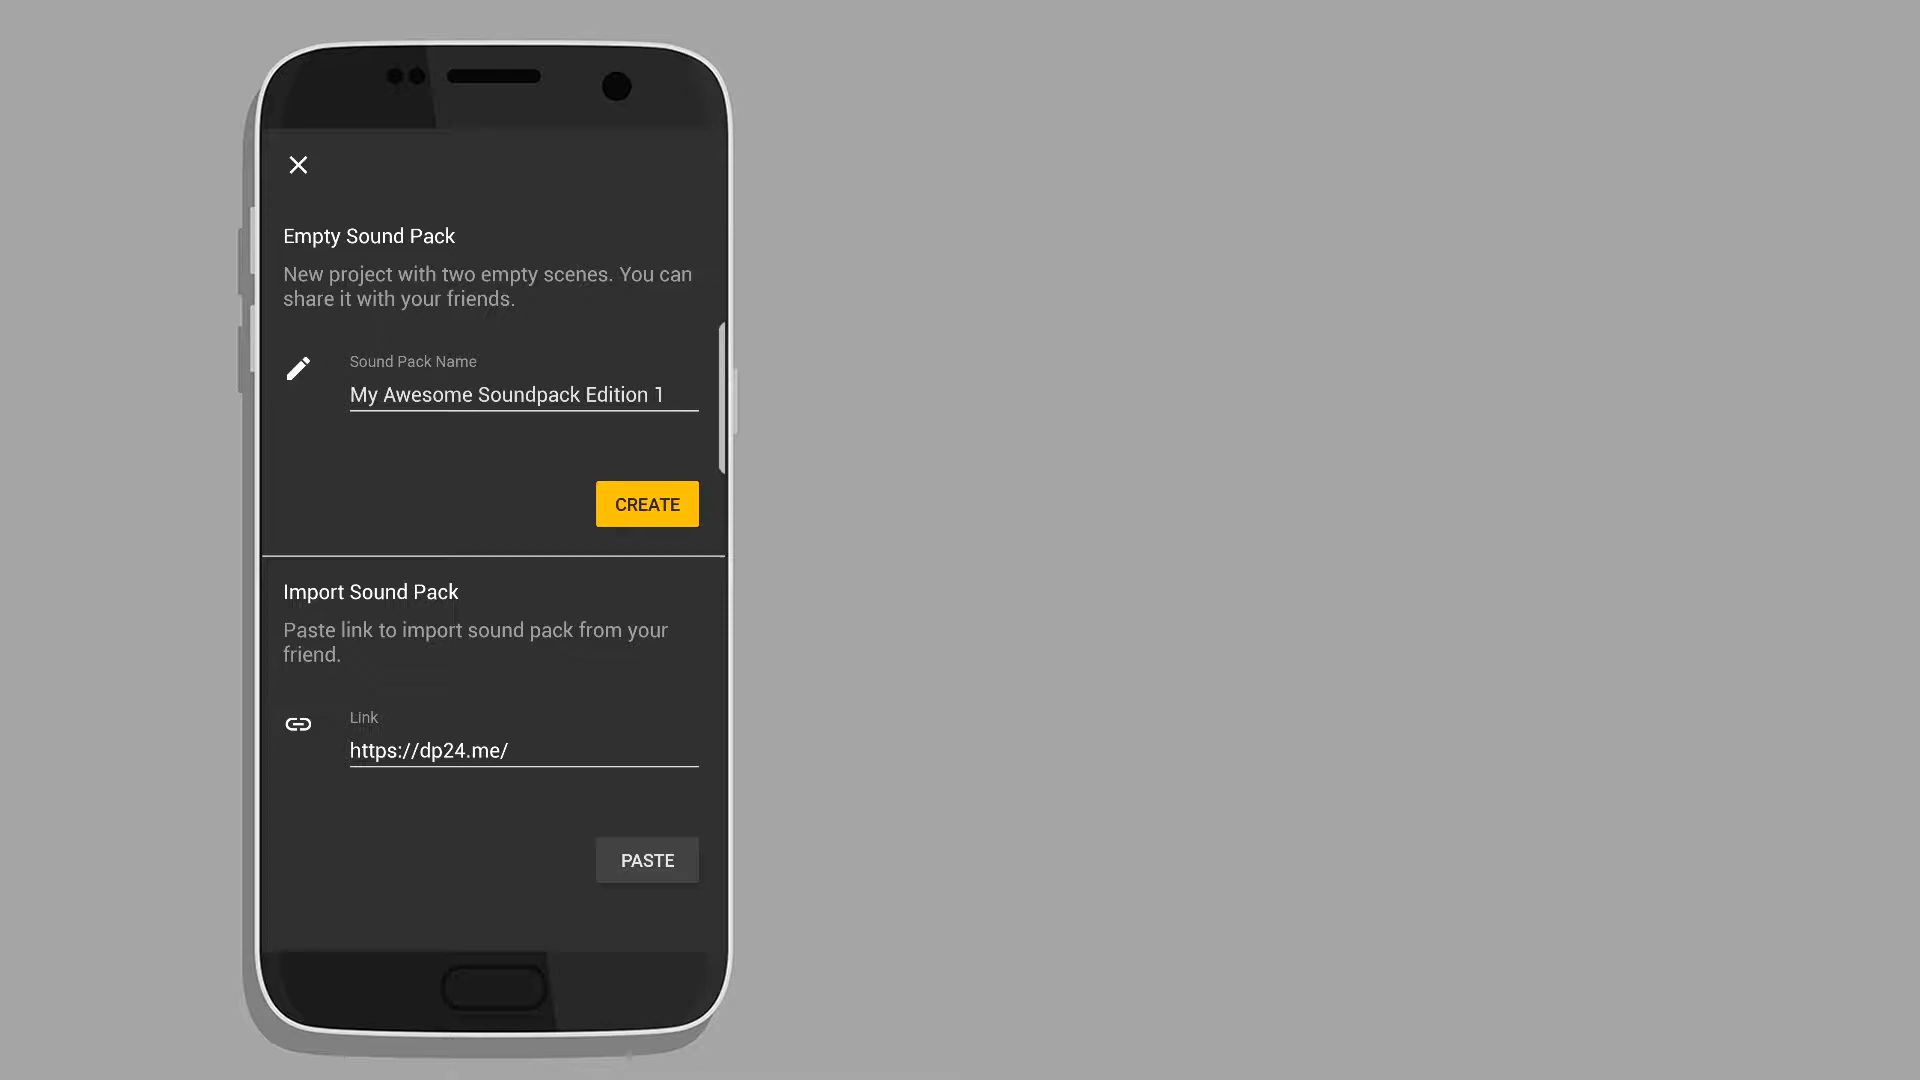 Empty Sound Pack
New project with two empty scenes. You can
share it with your friends.
Sound Pack Name
My Awesome Soundpack Edition 1
CREATE
Import Sound Pack
Paste link to import sound pack from your
friend.
Link
https://dp24.me/
PASTE